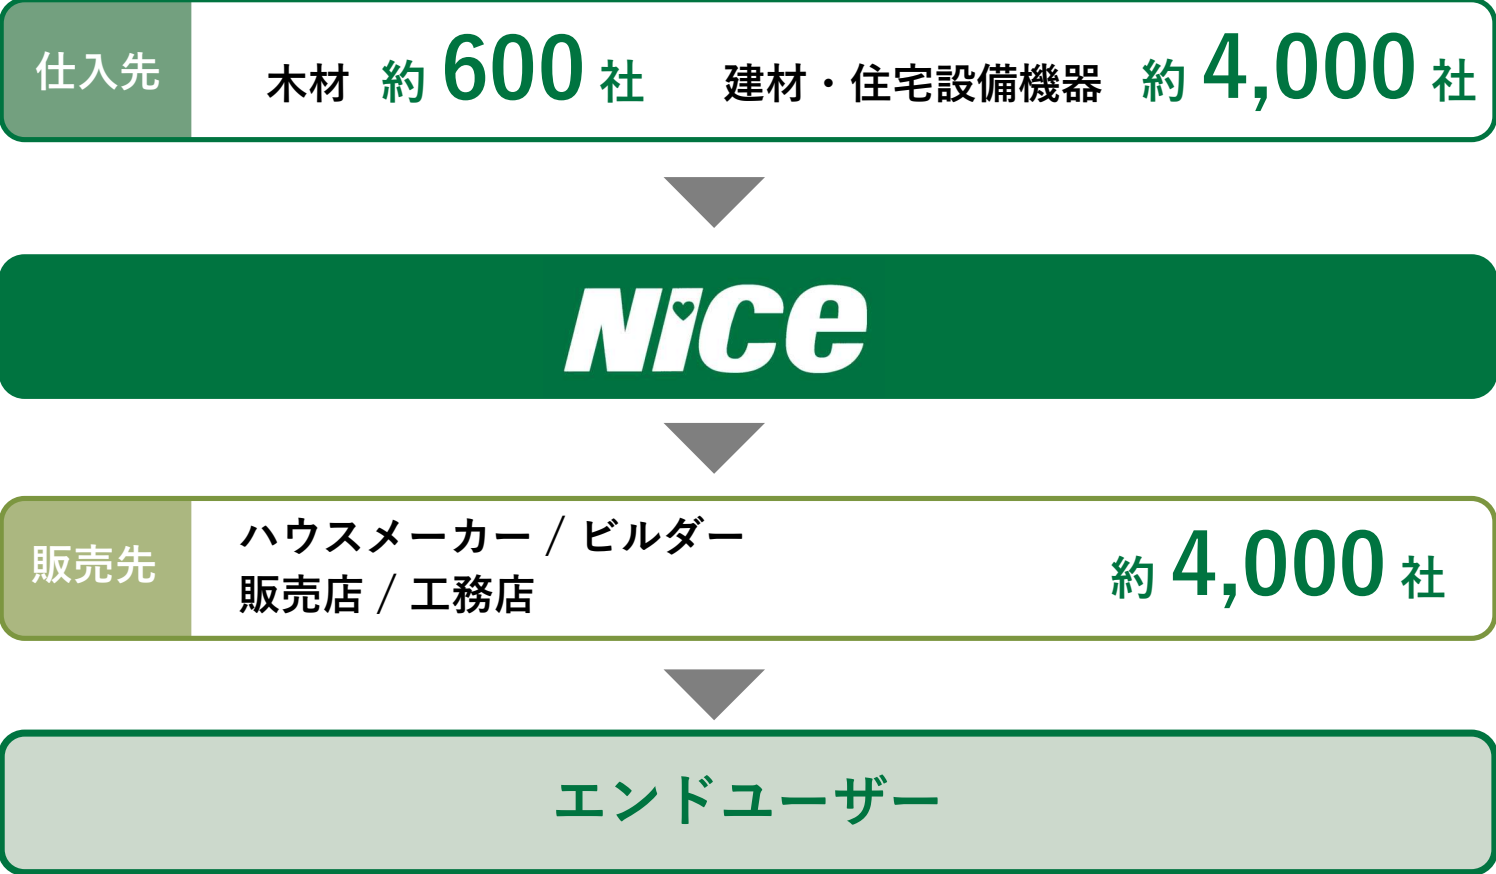 仕入先
木材 約 600 社 建材・住宅設備機器 約 4,000 社
Nice
販売先
ハウスメーカー / ビルダー
販売店 / 工務店
約 4,000 社
エンドユーザー